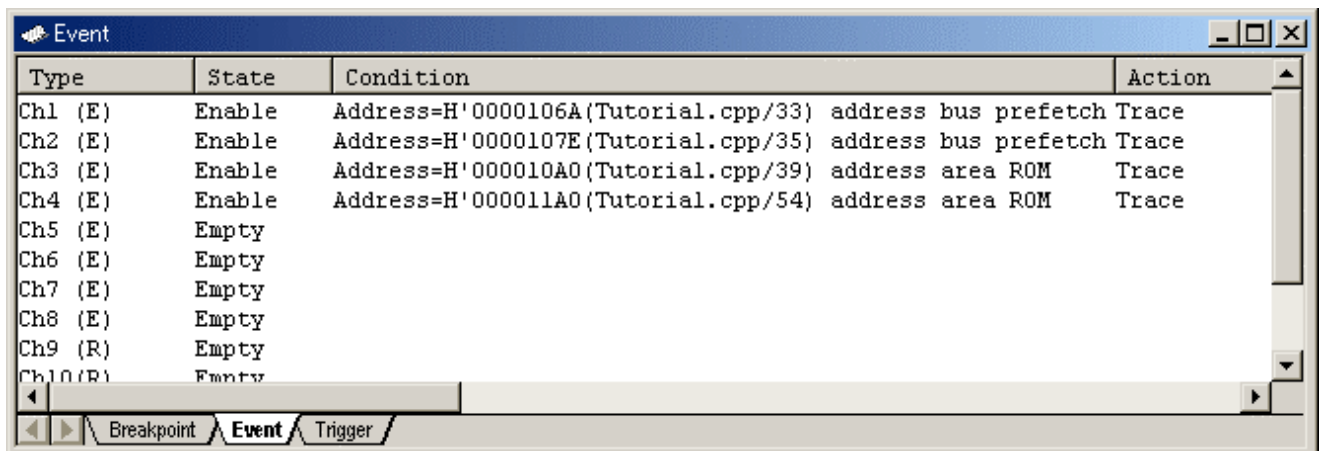 Event
Type State Condition Action
Ch1 (E) Enable Address=H'0000106A(Tutorial.cpp/33) address bus prefetch Trace
Ch2 (E) Enable Address=H'0000107E(Tutorial.cpp/35) address bus prefetch Trace
Ch3 (E) Enable Address=H'000010A0(Tutorial.cpp/39) address area ROM Trace
Ch4 (E) Enable Address=H'000011A0(Tutorial.cpp/54) address area ROM Trace
Ch5 (E) Empty
Ch6 (E) Empty
Ch7 (E) Empty
Ch8 (E) Empty
Ch9 (R) Empty
Ch10(R) Empty
Breakpoint Event Trigger